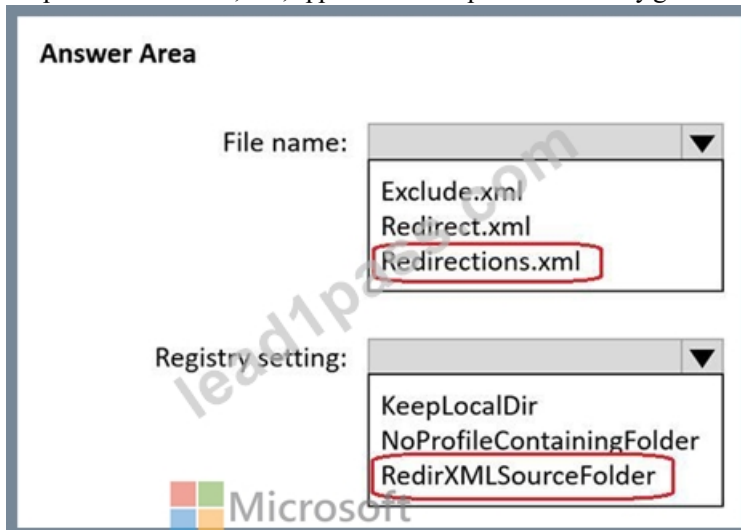 Answer Area
File name:
Exclude.xml
Redirect.xml
Redirections.xml
Registry setting:
KeepLocalDir
NoProfileContainingFolder
RedirXMLSourceFolder
lead1pass.com
Microsoft